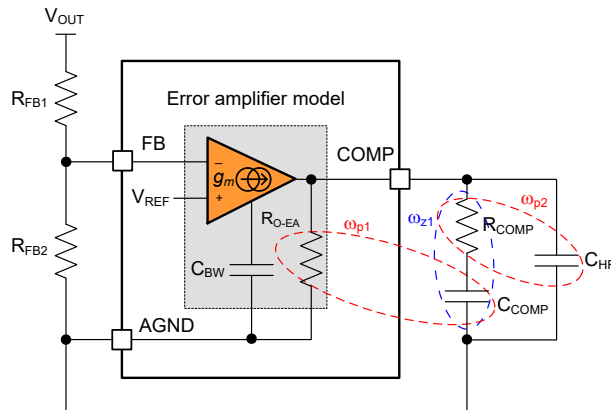 VOUT
RFB1
Error amplifier model
FB
COMP
gm
−
+
VREF
RO-EA
ωp1
ωz1
ωp2
RCOMP
RFB2
CBW
CHF
CCOMP
AGND